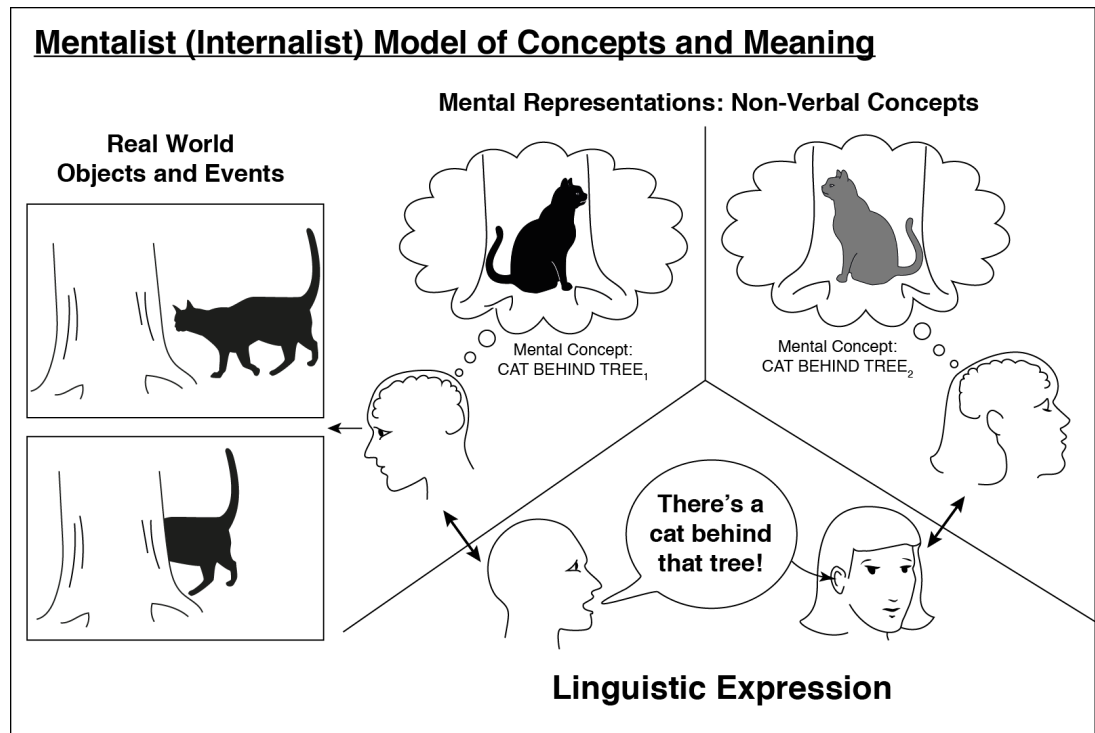 Mentalist (Internalist) Model of Concepts and Meaning
Mental Representations: Non-Verbal Concepts
Real World
Objects and Events
Mental Concept:
CAT BEHIND TREE₁
Mental Concept:
CAT BEHIND TREE₂
There's a
cat behind
that tree!
Linguistic Expression